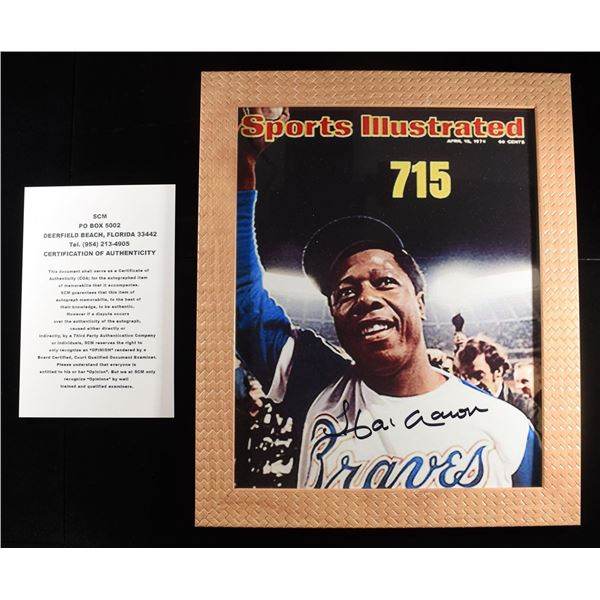 SCM
PO BOX 5002
DEERFIELD BEACH, FLORIDA 33442
Tel. (954) 213-4905
CERTIFICATION OF AUTHENTICITY
This document shall serve as a Certificate of
Authenticity (COA) for the autographed item
of memorabilia that it accompanies.
SCM guarantees that this item of
autograph memorabilia, to the best of
their knowledge, to be authentic.
However if a dispute occurs
over the authenticity of the autograph,
caused either directly or
indirectly, by a Third Party Authentication Company
or individuals, SCM reserves the right to
only recognize an "OPINION" rendered by a
Board Certified, Court Qualified Document Examiner.
Please understand that everyone is
entitled to his or her "Opinion". But we at SCM only
recognize "Opinions" by well
trained and qualified examiners.
Sports Illustrated
APRIL 15, 1974 60 CENTS
715
Hank Aaron
Braves